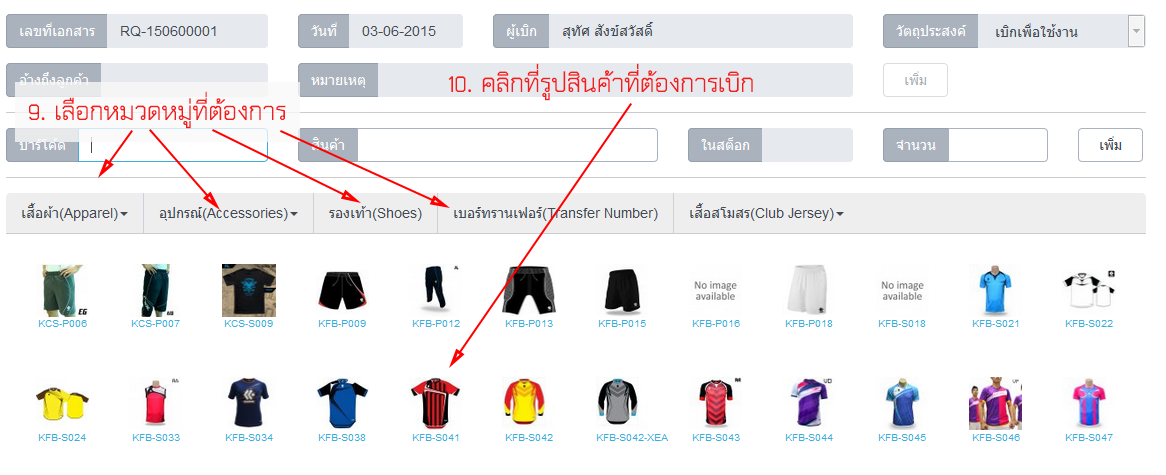 เลขที่เอกสาร RQ-150600001 วันที่ 03-06-2015 ผู้เบิก สุทัศ สังข์สวัสดิ์ วัตถุประสงค์ เบิกเพื่อใช้งาน
อ้างถึงลูกค้า หมายเหตุ เพิ่ม
10. คลิกที่รูปสินค้าที่ต้องการเบิก
9. เลือกหมวดหมู่ที่ต้องการ
บาร์โค้ด สินค้า ในสต็อก จำนวน เพิ่ม
เสื้อผ้า(Apparel) อุปกรณ์(Accessories) รองเท้า(Shoes) เบอร์ทรานเฟอร์(Transfer Number) เสื้อสโมสร(Club Jersey)
No image available No image available
EG
KCS-P006 KCS-P007 KCS-S009 KFB-P009 KFB-P012 KFB-P013 KFB-P015 KFB-P016 KFB-P018 KFB-S018 KFB-S021 KFB-S022
UD
KFB-S024 KFB-S033 KFB-S034 KFB-S038 KFB-S041 KFB-S042 KFB-S042-XEA KFB-S043 KFB-S044 KFB-S045 KFB-S046 KFB-S047